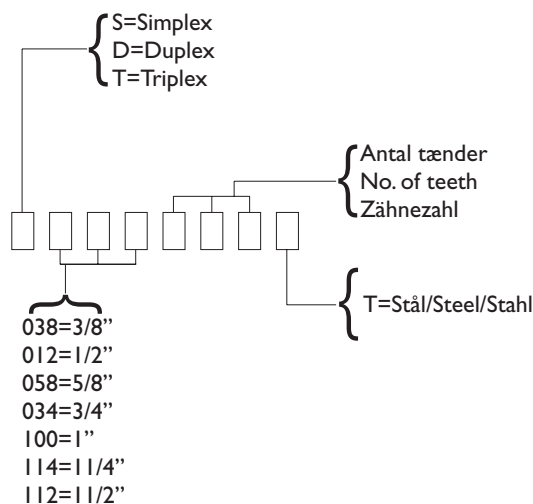 S=Simplex
D=Duplex
T=Triplex
Antal tænder
No. of teeth
Zähnezahl
T=Stål/Steel/Stahl
038=3/8”
012=1/2”
058=5/8”
034=3/4”
100=1”
114=11/4”
112=11/2”